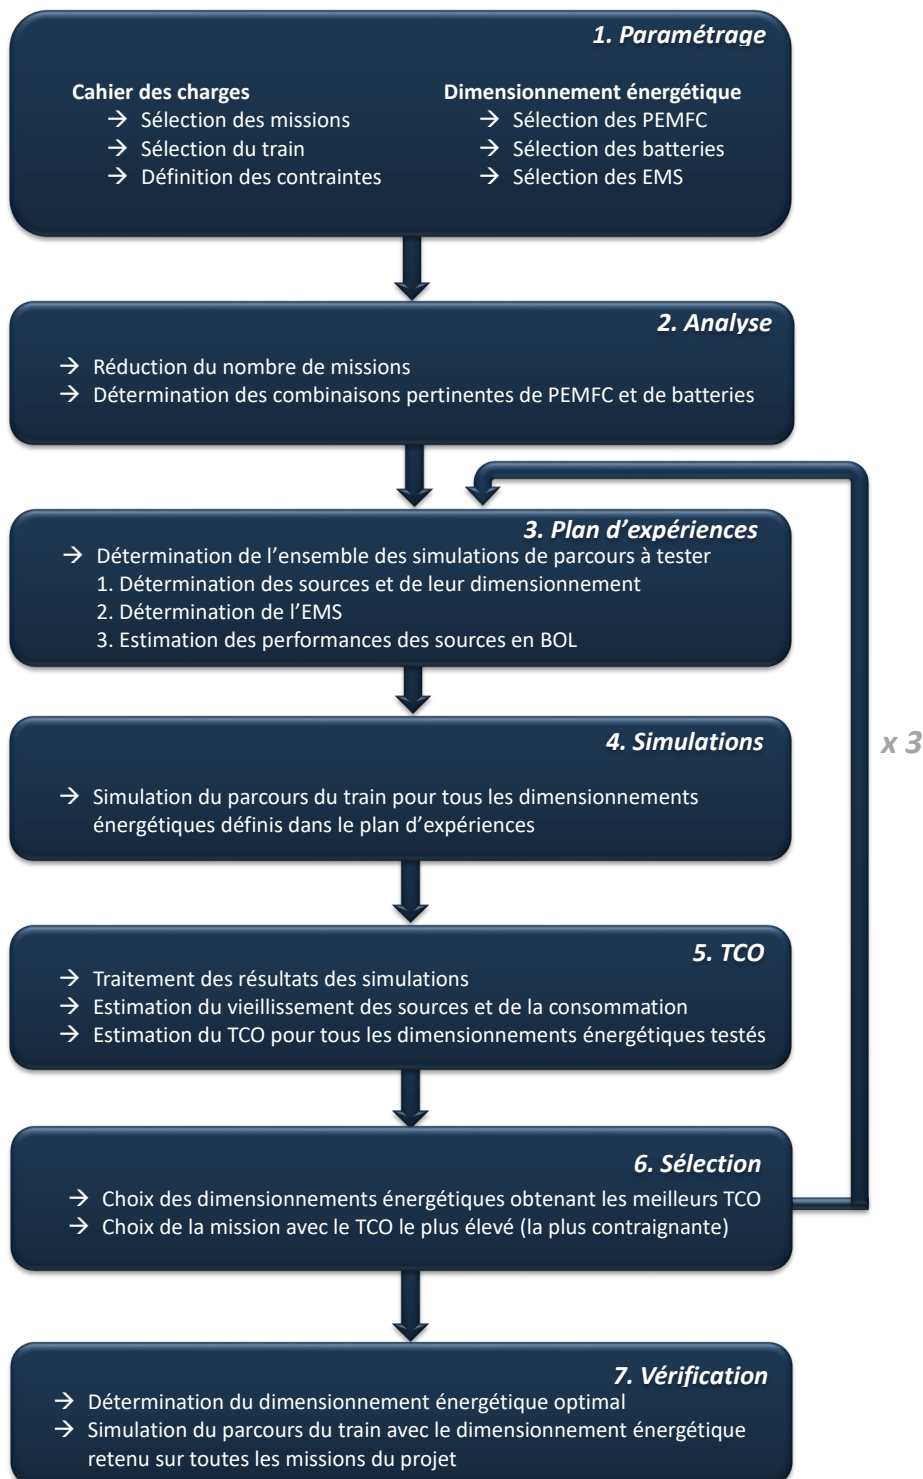 1. Paramétrage
Cahier des charges
→ Sélection des missions
→ Sélection du train
→ Définition des contraintes
Dimensionnement énergétique
→ Sélection des PEMFC
→ Sélection des batteries
→ Sélection des EMS
2. Analyse
→ Réduction du nombre de missions
→ Détermination des combinaisons pertinentes de PEMFC et de batteries
3. Plan d'expériences
→ Détermination de l'ensemble des simulations de parcours à tester
1. Détermination des sources et de leur dimensionnement
2. Détermination de l'EMS
3. Estimation des performances des sources en BOL
4. Simulations
x 3
→ Simulation du parcours du train pour tous les dimensionnements
énergétiques définis dans le plan d'expériences
5. TCO
→ Traitement des résultats des simulations
→ Estimation du vieillissement des sources et de la consommation
→ Estimation du TCO pour tous les dimensionnements énergétiques testés
6. Sélection
→ Choix des dimensionnements énergétiques obtenant les meilleurs TCO
→ Choix de la mission avec le TCO le plus élevé (la plus contraignante)
7. Vérification
→ Détermination du dimensionnement énergétique optimal
→ Simulation du parcours du train avec le dimensionnement énergétique
retenu sur toutes les missions du projet